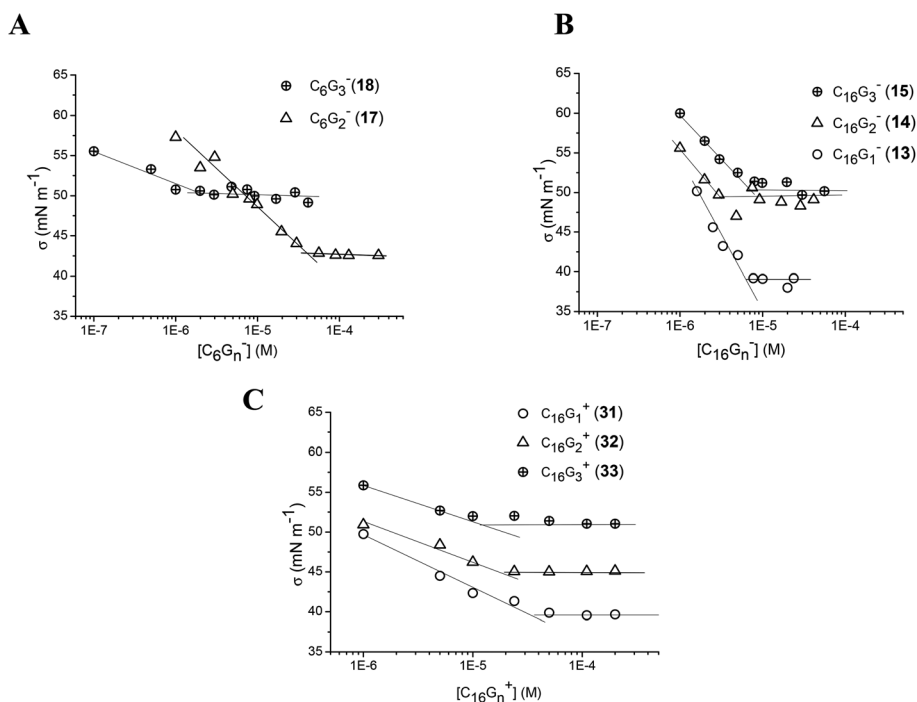 A
65
60
55
50
45
40
35
σ (mN m⁻¹)
C₆G₃⁻ (18)
C₆G₂⁻ (17)
1E-7 1E-6 1E-5 1E-4
[C₆Gₙ⁻] (M)
B
65
60
55
50
45
40
35
σ (mN m⁻¹)
C₁₆G₃⁻ (15)
C₁₆G₂⁻ (14)
C₁₆G₁⁻ (13)
1E-7 1E-6 1E-5 1E-4
[C₁₆Gₙ⁻] (M)
C
65
60
55
50
45
40
35
σ (mN m⁻¹)
C₁₆G₁⁺ (31)
C₁₆G₂⁺ (32)
C₁₆G₃⁺ (33)
1E-6 1E-5 1E-4
[C₁₆Gₙ⁺] (M)